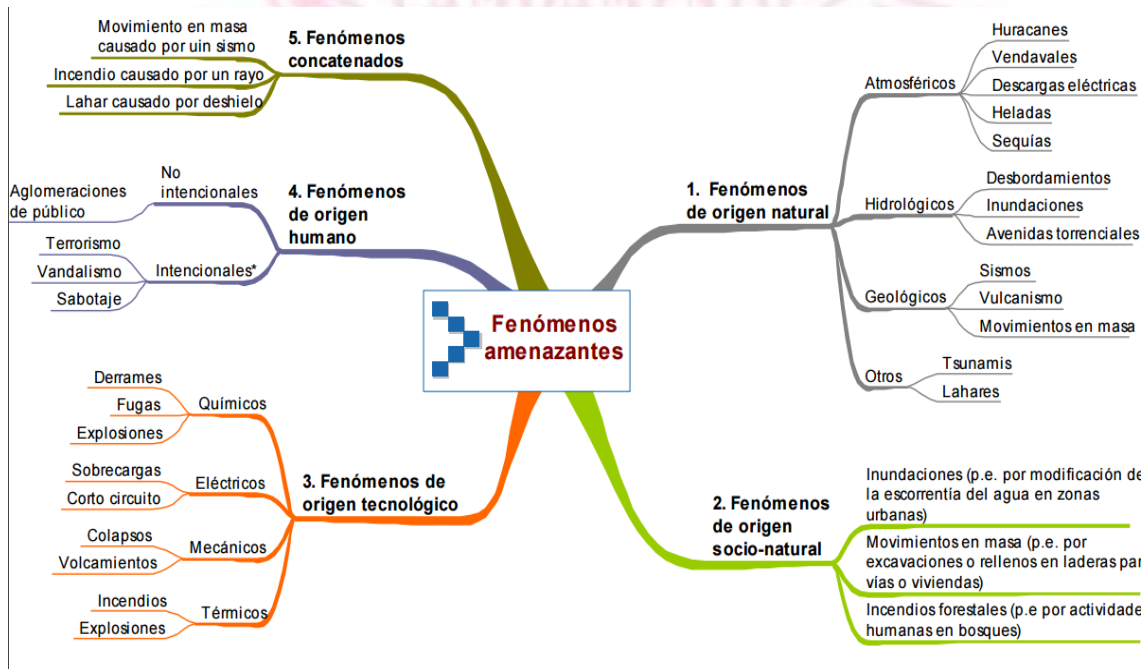 Fenómenos
amenazantes
1. Fenómenos
de origen natural
Atmosféricos
Huracanes
Vendavales
Descargas eléctricas
Heladas
Sequías
Hidrológicos
Desbordamientos
Inundaciones
Avenidas torrenciales
Geológicos
Sismos
Vulcanismo
Movimientos en masa
Otros
Tsunamis
Lahares
2. Fenómenos
de origen
socio-natural
Inundaciones (p.e. por modificación de
la escorrentía del agua en zonas
urbanas)
Movimientos en masa (p.e. por
excavaciones o rellenos en laderas par
vías o viviendas)
Incendios forestales (p.e por actividade
humanas en bosques)
3. Fenómenos de
origen tecnológico
Químicos
Derrames
Fugas
Explosiones
Eléctricos
Sobrecargas
Corto circuito
Mecánicos
Colapsos
Volcamientos
Térmicos
Incendios
Explosiones
4. Fenómenos
de origen
humano
No
intencionales
Aglomeraciones
de público
Intencionales*
Terrorismo
Vandalismo
Sabotaje
5. Fenómenos
concatenados
Movimiento en masa
causado por uin sismo
Incendio causado por un rayo
Lahar causado por deshielo